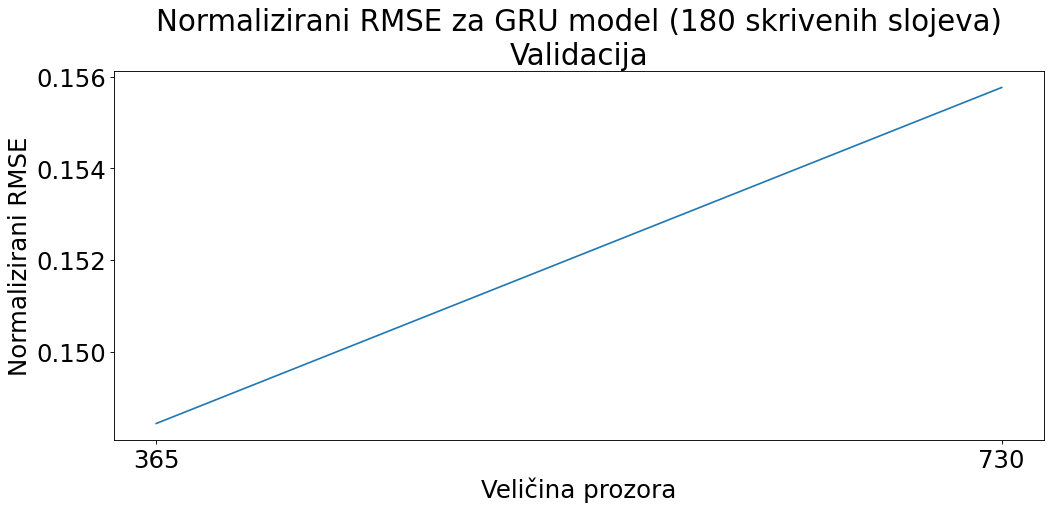 Normalizirani RMSE za GRU model (180 skrivenih slojeva)
Validacija
0.156
0.154
0.152
0.150
Normalizirani RMSE
365
730
Veličina prozora